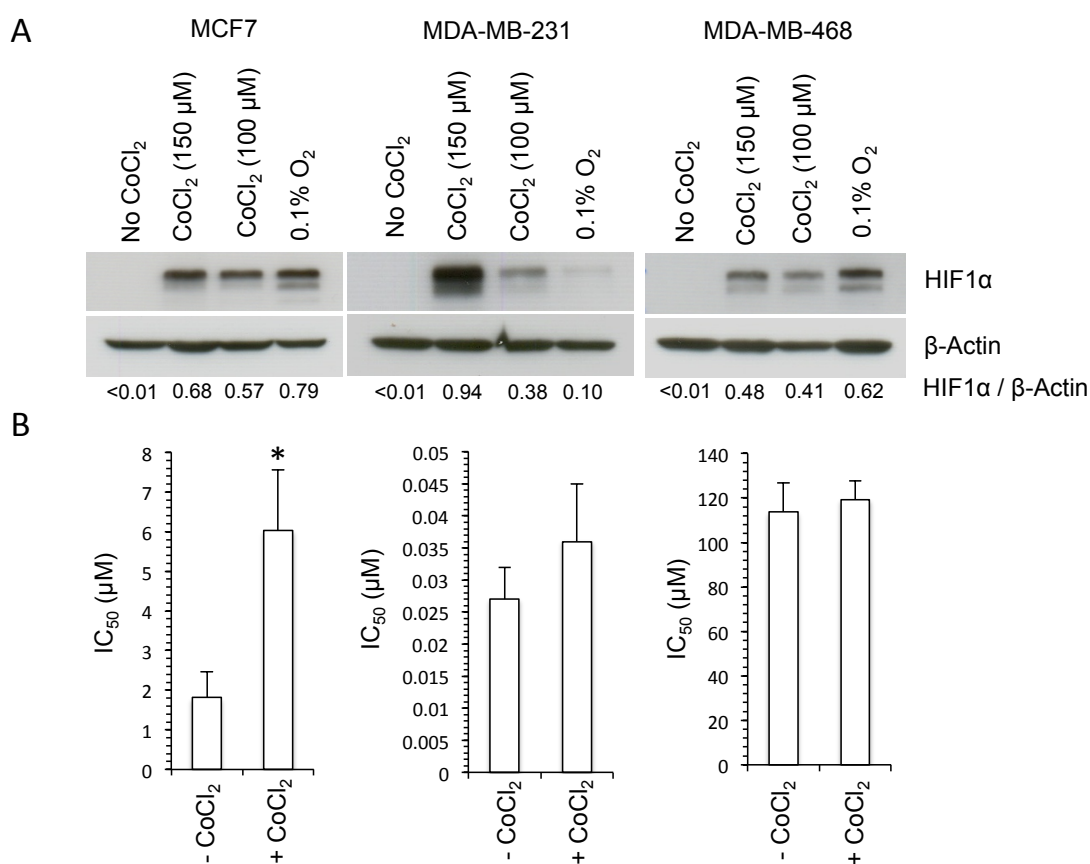 A
MCF7 MDA-MB-231 MDA-MB-468
No CoCl₂ CoCl₂ (150 µM) CoCl₂ (100 µM) 0.1% O₂ No CoCl₂ CoCl₂ (150 µM) CoCl₂ (100 µM) 0.1% O₂ No CoCl₂ CoCl₂ (150 µM) CoCl₂ (100 µM) 0.1% O₂
HIF1α
β-Actin
<0.01 0.68 0.57 0.79 <0.01 0.94 0.38 0.10 <0.01 0.48 0.41 0.62 HIF1α / β-Actin
B
IC₅₀ (µM)
8
7
6
5
4
3
2
1
0
*
- CoCl₂ + CoCl₂
IC₅₀ (µM)
0.05
0.045
0.04
0.035
0.03
0.025
0.02
0.015
0.01
0.005
0
- CoCl₂ + CoCl₂
IC₅₀ (µM)
140
120
100
80
60
40
20
0
- CoCl₂ + CoCl₂